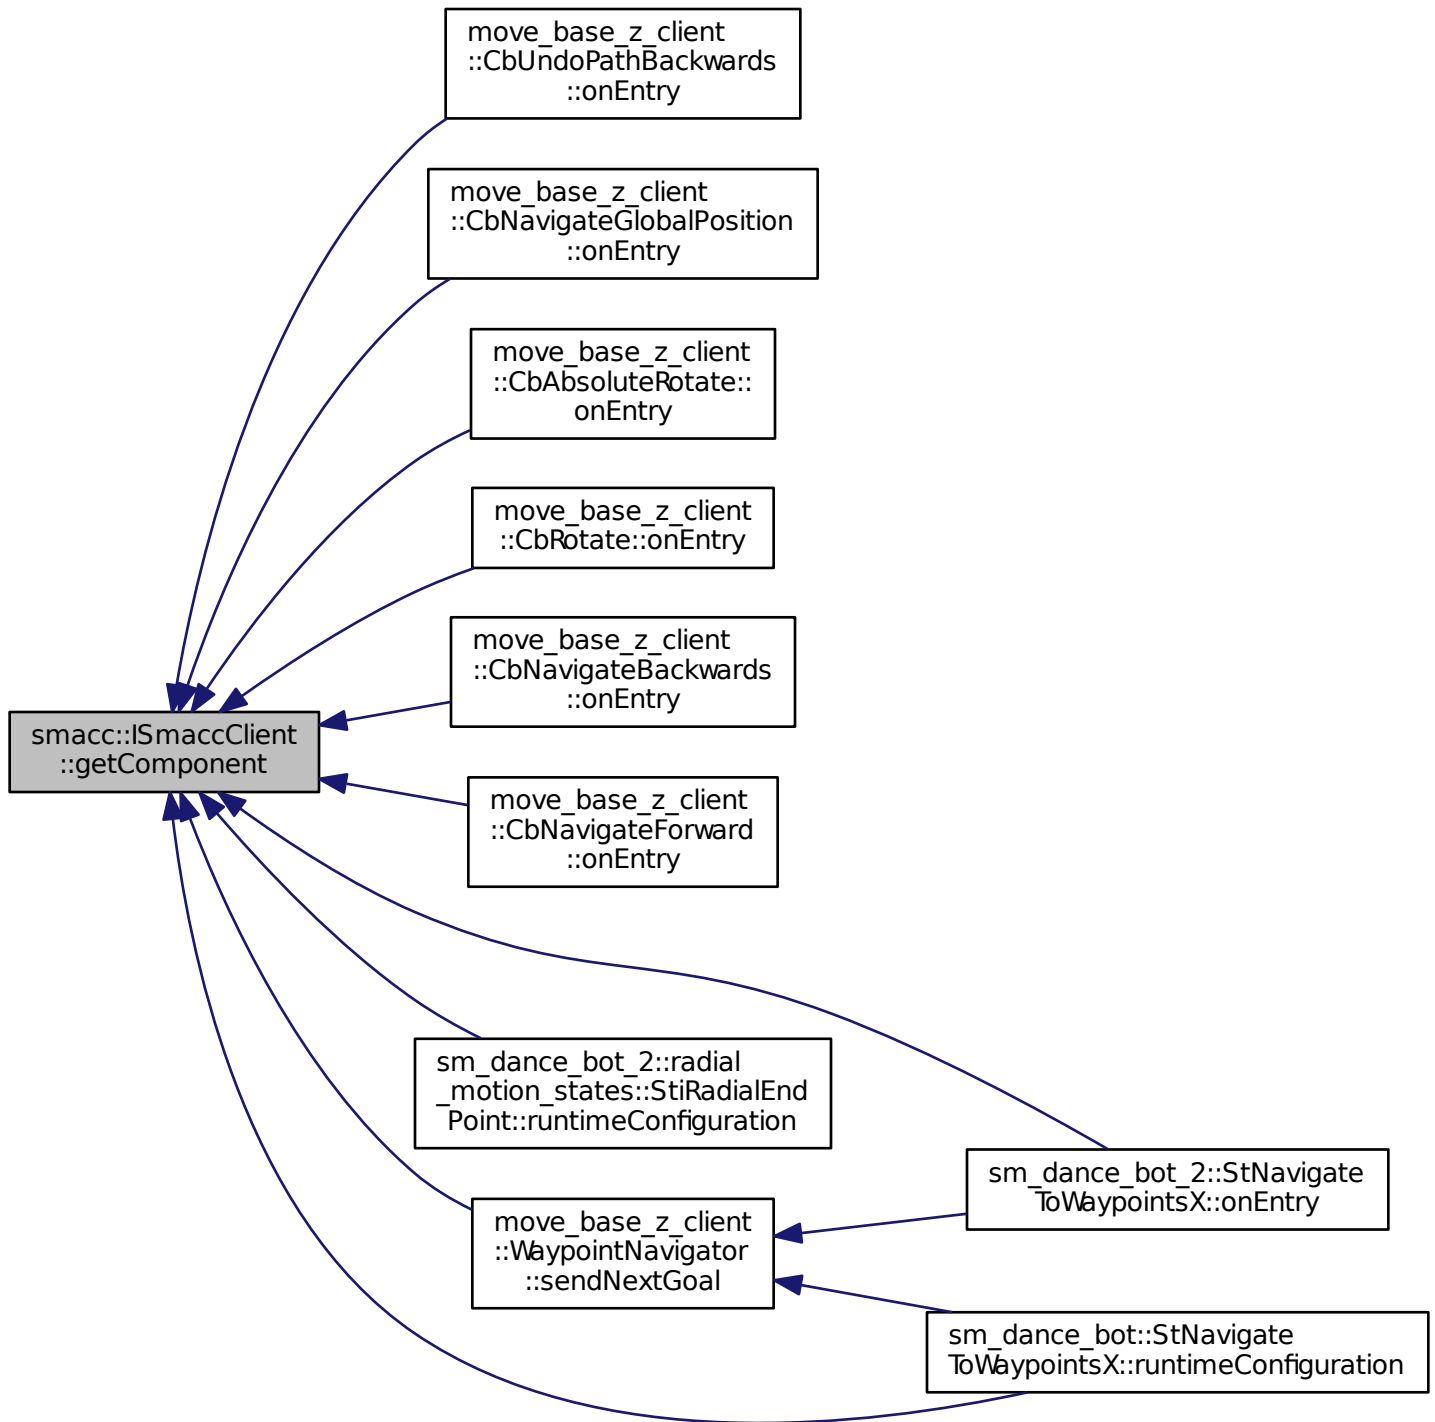 move_base_z_client
::CbUndoPathBackwards
::onEntry
move_base_z_client
::CbNavigateGlobalPosition
::onEntry
move_base_z_client
::CbAbsoluteRotate::
onEntry
move_base_z_client
::CbRotate::onEntry
move_base_z_client
::CbNavigateBackwards
::onEntry
smacc::ISmaccClient
::getComponent
move_base_z_client
::CbNavigateForward
::onEntry
sm_dance_bot_2::radial
_motion_states::StiRadialEnd
Point::runtimeConfiguration
sm_dance_bot_2::StNavigate
ToWaypointsX::onEntry
move_base_z_client
::WaypointNavigator
::sendNextGoal
sm_dance_bot::StNavigate
ToWaypointsX::runtimeConfiguration